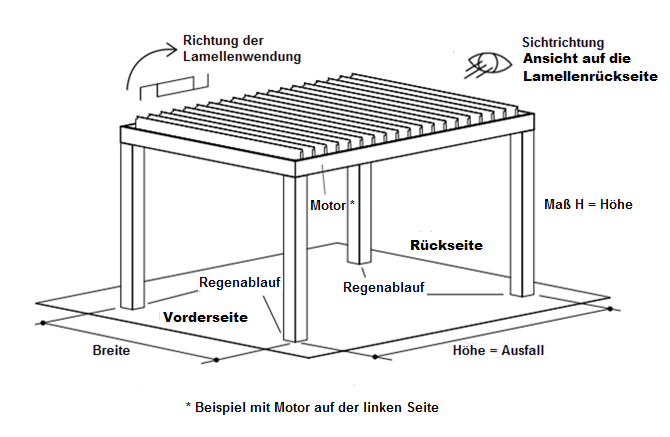 Richtung der
Lamellenwendung
Sichtrichtung
Ansicht auf die
Lamellenrückseite
Motor *
Maß H = Höhe
Rückseite
Regenablauf
Regenablauf
Vorderseite
Breite
Höhe = Ausfall
* Beispiel mit Motor auf der linken Seite